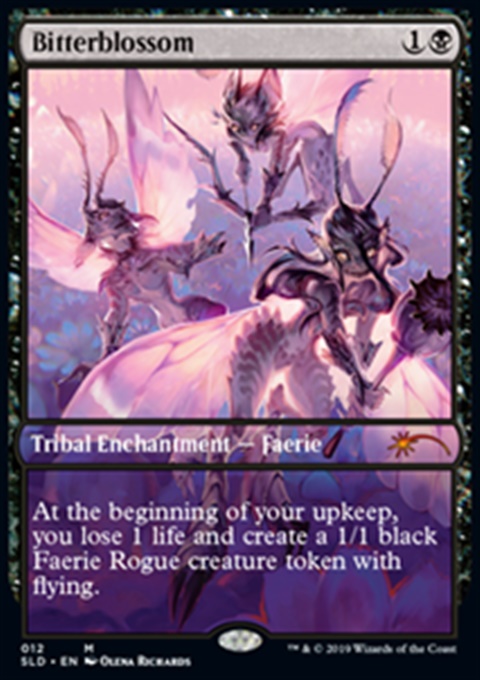 Bitterblossom 1
Tribal Enchantment — Faerie
At the beginning of your upkeep,
you lose 1 life and create a 1/1 black
Faerie Rogue creature token with
flying.
012 M
SLD • EN Olena Richards
™ & © 2019 Wizards of the Coast